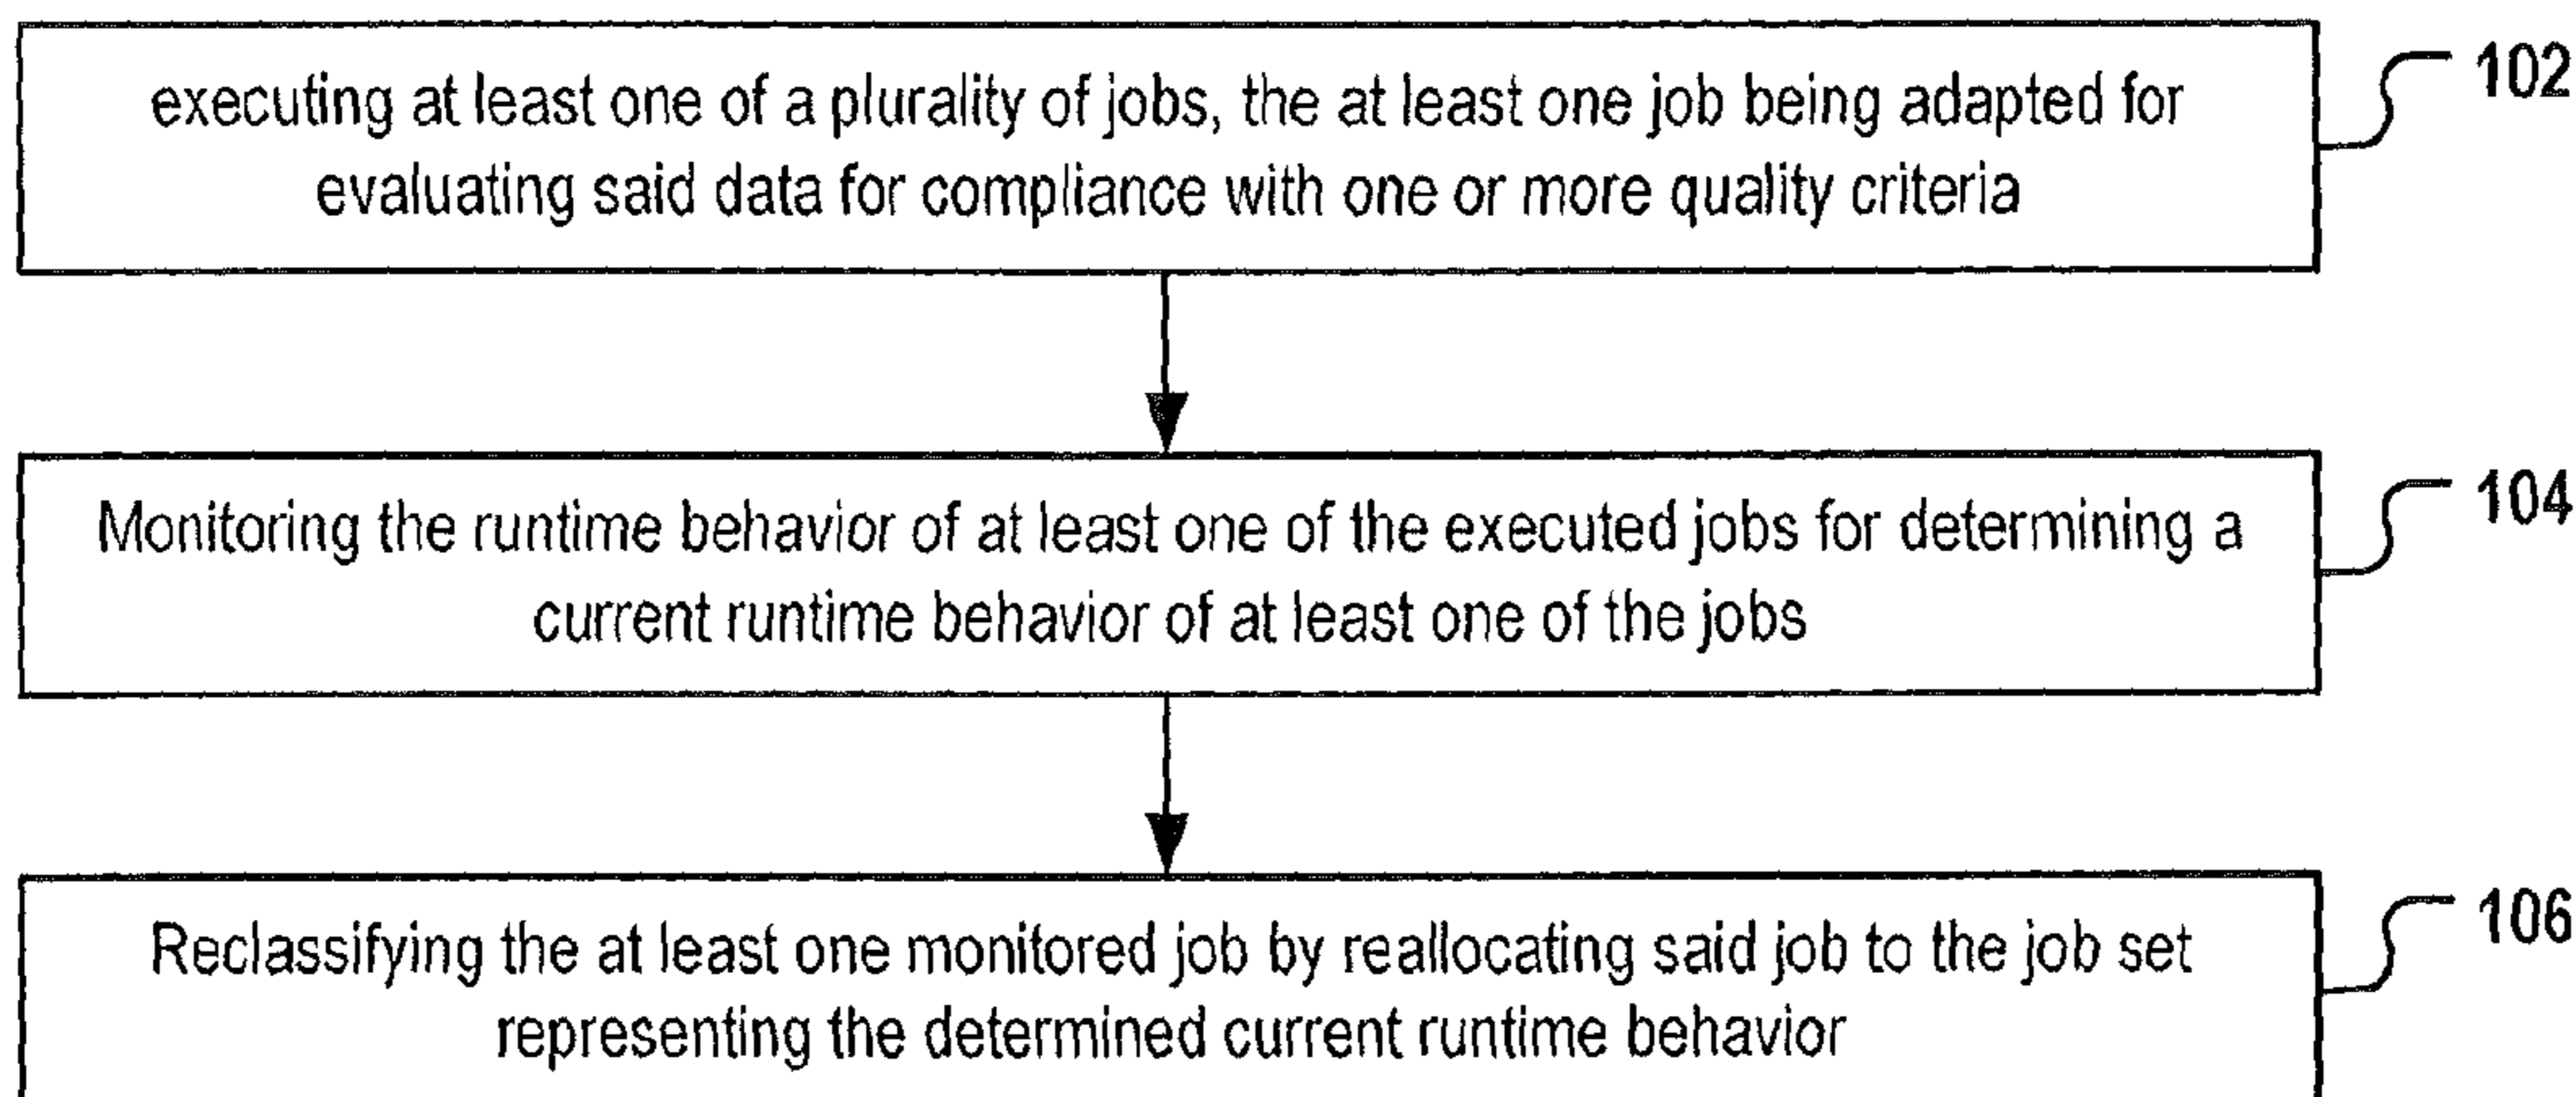 executing at least one of a plurality of jobs, the at least one job being adapted for
evaluating said data for compliance with one or more quality criteria
102
Monitoring the runtime behavior of at least one of the executed jobs for determining a
current runtime behavior of at least one of the jobs
104
Reclassifying the at least one monitored job by reallocating said job to the job set
representing the determined current runtime behavior
106